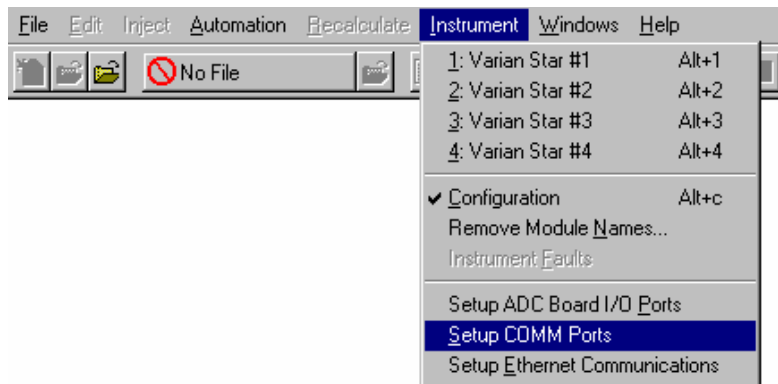 File Edit Inject Automation Recalculate Instrument Windows Help
No File
1: Varian Star #1 Alt+1
2: Varian Star #2 Alt+2
3: Varian Star #3 Alt+3
4: Varian Star #4 Alt+4
Configuration Alt+c
Remove Module Names...
Instrument Faults
Setup ADC Board I/O Ports
Setup COMM Ports
Setup Ethernet Communications